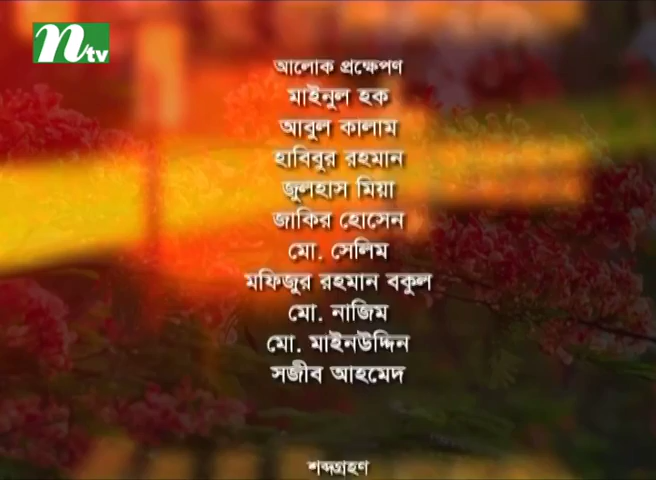 ntv
আলোক প্রক্ষেপণ
মাইনুল হক
আবুল কালাম
হাবিবুর রহমান
জুলহাস মিয়া
জাকির হোসেন
মো. সেলিম
মফিজুর রহমান বকুল
মো. নাজিম
মো. মাইনউদ্দিন
সজীব আহমেদ
শব্দগ্রহণ